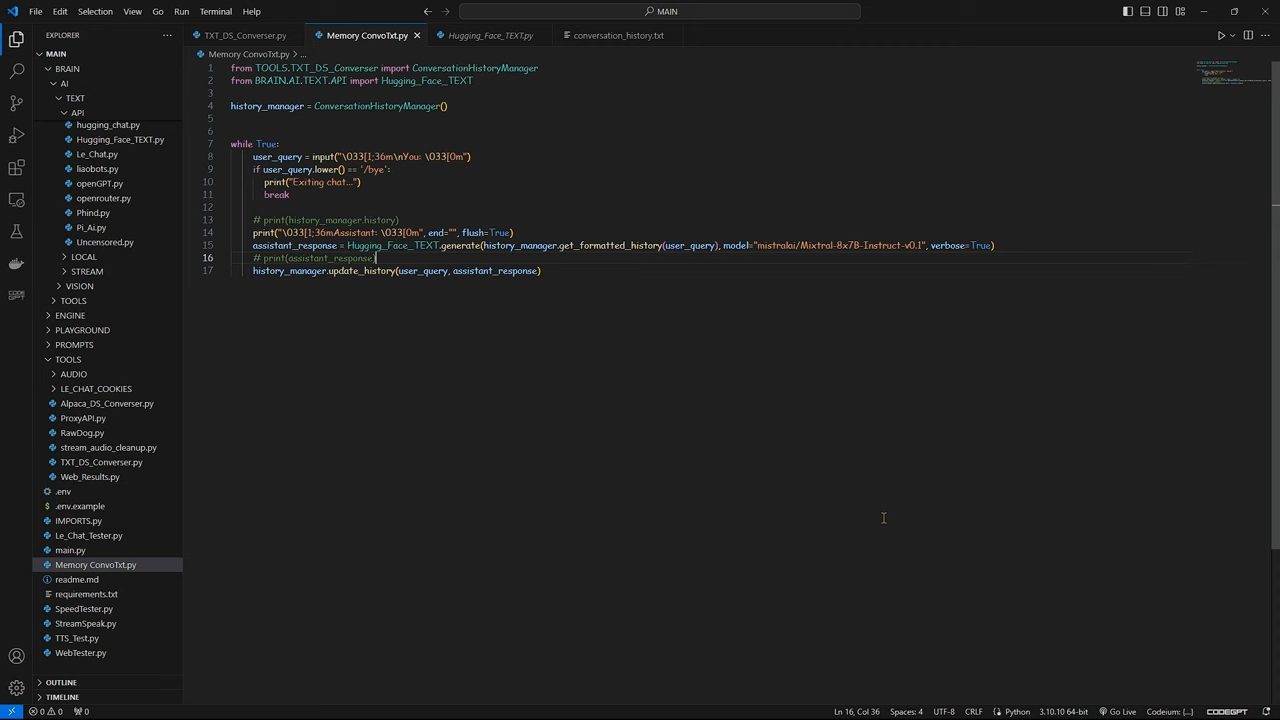 File Edit Selection View Go Run Terminal Help
MAIN
EXPLORER
MAIN
BRAIN
AI
TEXT
API
hugging_chat.py
Hugging_Face_TEXT.py
Le_Chat.py
liaobots.py
openGPT.py
openrouter.py
Phind.py
Pi_Ai.py
Uncensored.py
LOCAL
STREAM
VISION
TOOLS
ENGINE
PLAYGROUND
PROMPTS
TOOLS
AUDIO
LE_CHAT_COOKIES
Alpaca_DS_Converser.py
ProxyAPI.py
RawDog.py
stream_audio_cleanup.py
TXT_DS_Converser.py
Web_Results.py
.env
.env.example
IMPORTS.py
Le_Chat_Tester.py
main.py
Memory ConvoTxt.py
readme.md
requirements.txt
SpeedTester.py
StreamSpeak.py
TTS_Test.py
WebTester.py
OUTLINE
TIMELINE
TXT_DS_Converser.py Memory ConvoTxt.py Hugging_Face_TEXT.py conversation_history.txt
Memory ConvoTxt.py > ...
1 from TOOLS.TXT_DS_Converser import ConversationHistoryManager
2 from BRAIN.AI.TEXT.API import Hugging_Face_TEXT
3
4 history_manager = ConversationHistoryManager()
5
6
7 while True:
8 user_query = input("\033[1;36m\nYou: \033[0m")
9 if user_query.lower() == '/bye':
10 print("Exiting chat...")
11 break
12
13 # print(history_manager.history)
14 print("\033[1;36mAssistant: \033[0m", end="", flush=True)
15 assistant_response = Hugging_Face_TEXT.generate(history_manager.get_formatted_history(user_query), model="mistralai/Mixtral-8x7B-Instruct-v0.1", verbose=True)
16 # print(assistant_response)
17 history_manager.update_history(user_query, assistant_response)
0 0 0 Ln 16, Col 36 Spaces: 4 UTF-8 CRLF Python 3.10.10 64-bit Go Live Codeium: {...} CODEGPT